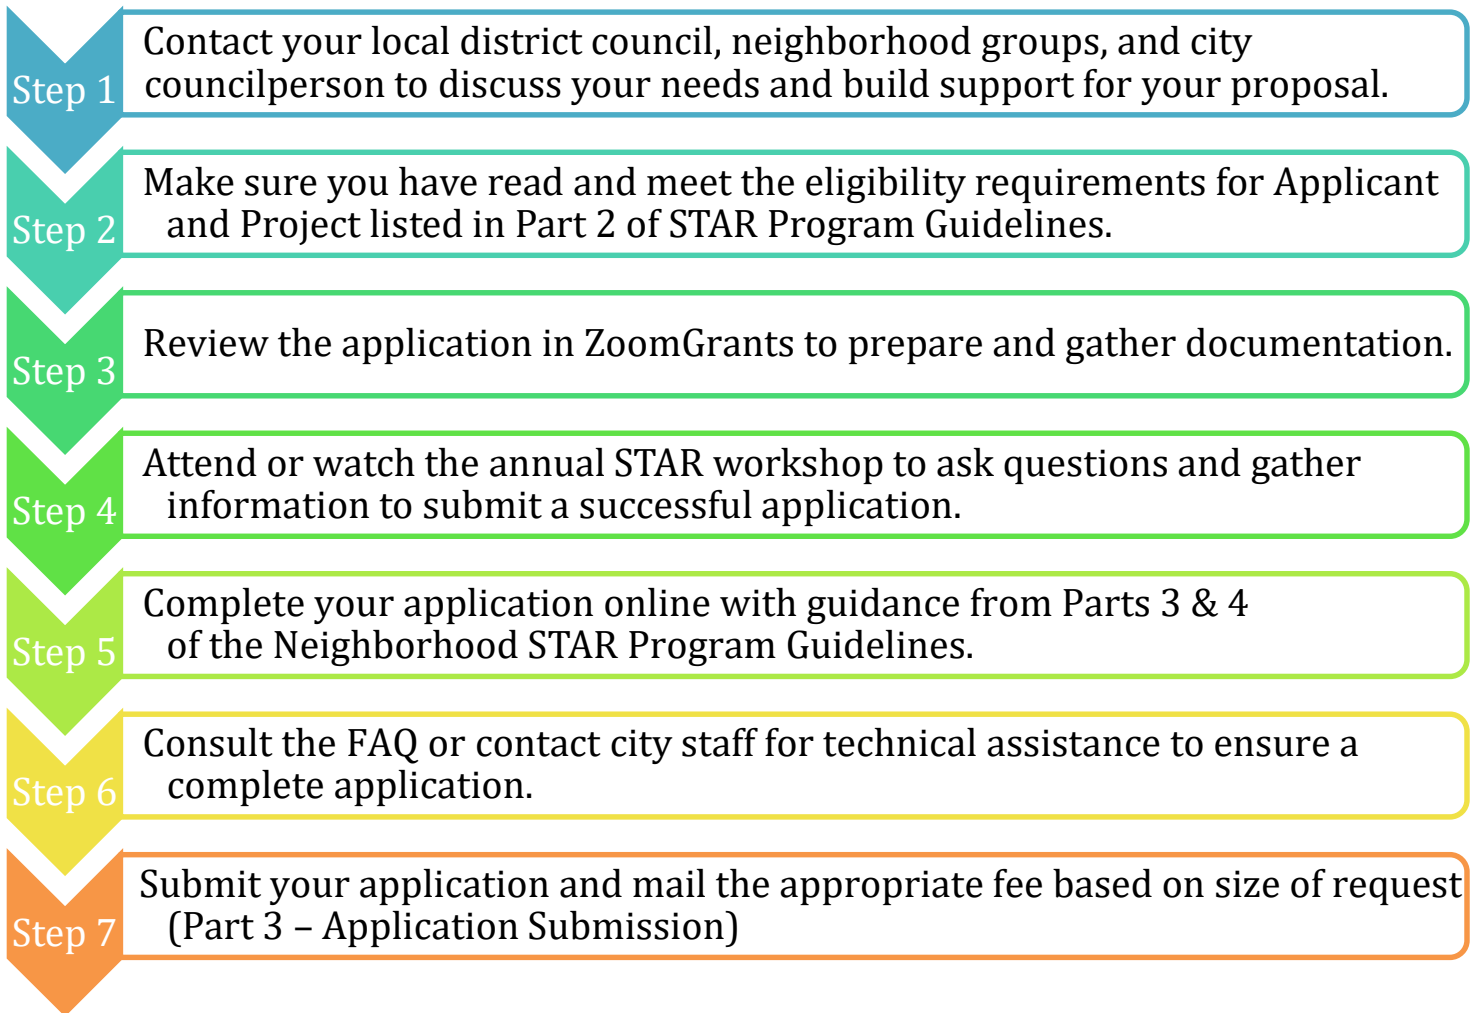 Step 1
Contact your local district council, neighborhood groups, and city
councilperson to discuss your needs and build support for your proposal.
Step 2
Make sure you have read and meet the eligibility requirements for Applicant
and Project listed in Part 2 of STAR Program Guidelines.
Step 3
Review the application in ZoomGrants to prepare and gather documentation.
Step 4
Attend or watch the annual STAR workshop to ask questions and gather
information to submit a successful application.
Step 5
Complete your application online with guidance from Parts 3 & 4
of the Neighborhood STAR Program Guidelines.
Step 6
Consult the FAQ or contact city staff for technical assistance to ensure a
complete application.
Step 7
Submit your application and mail the appropriate fee based on size of request
(Part 3 – Application Submission)